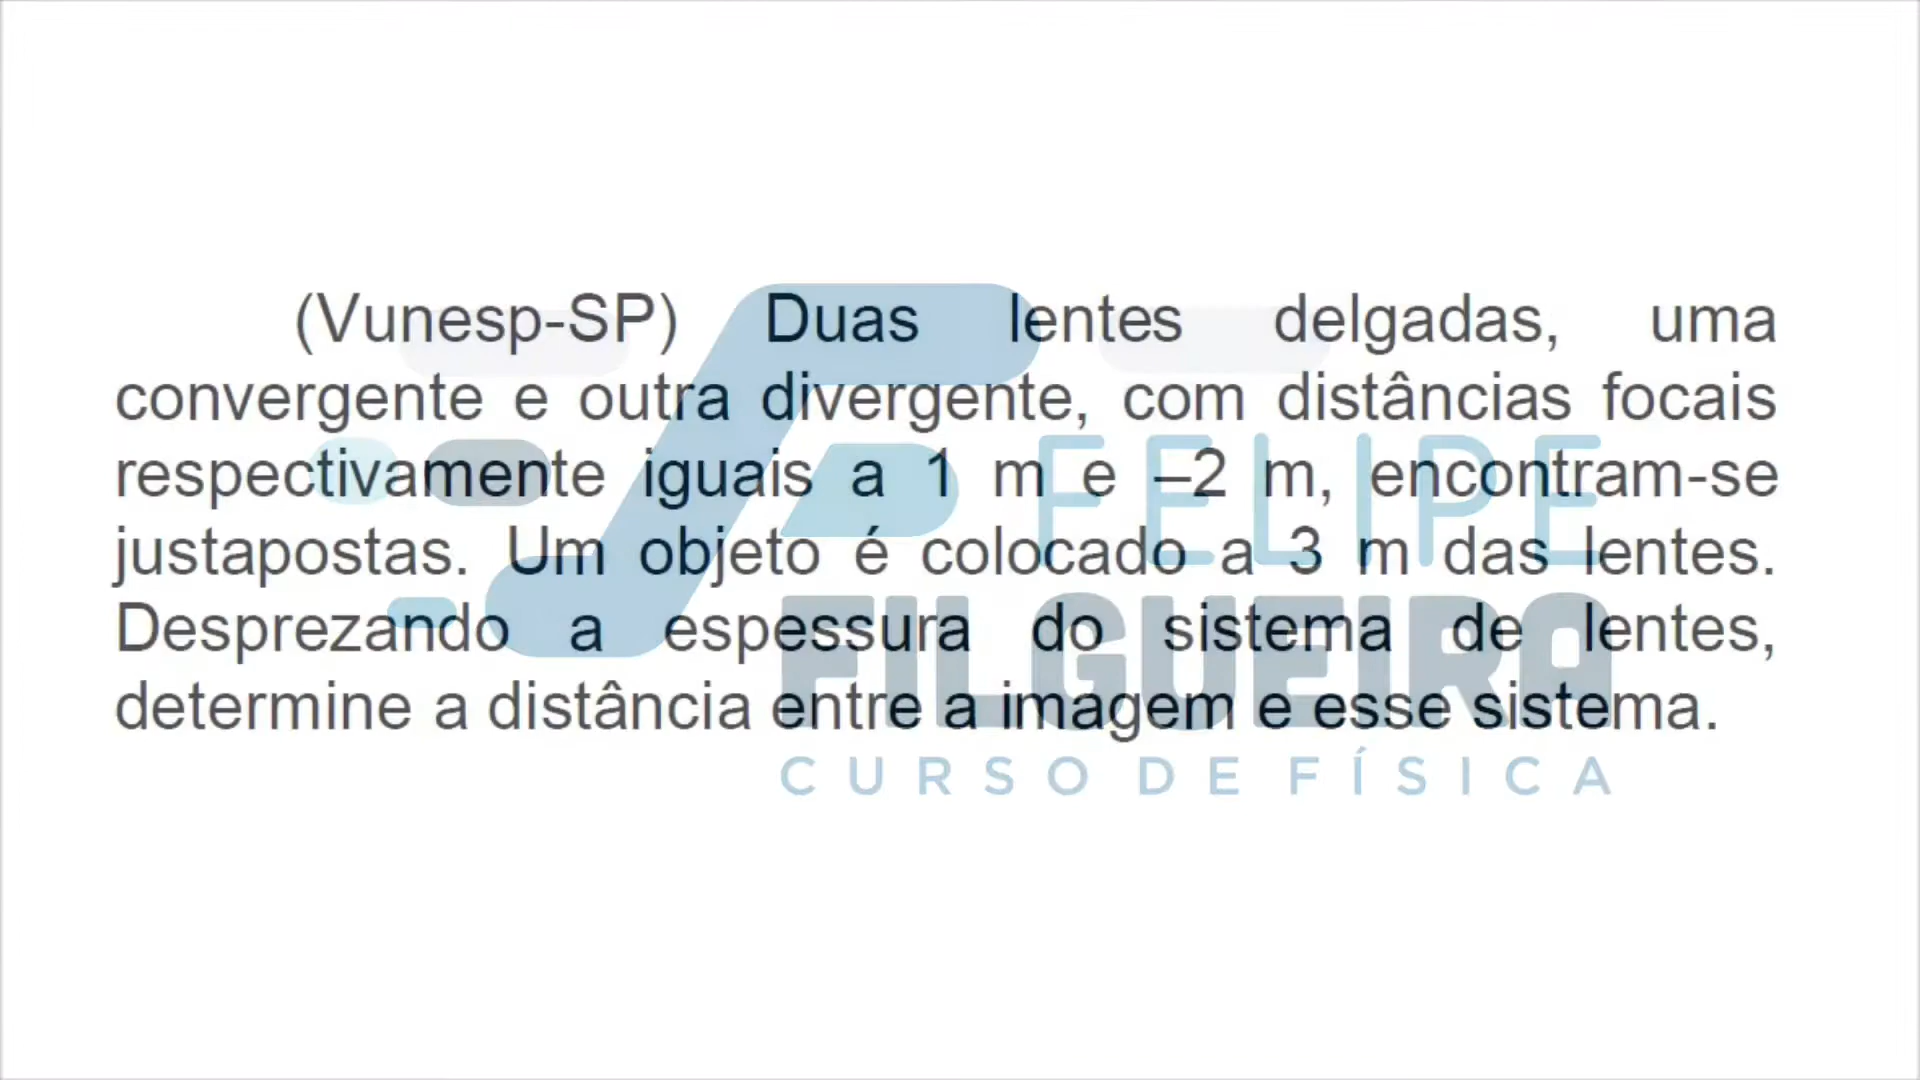 (Vunesp-SP) Duas lentes delgadas, uma
convergente e outra divergente, com distâncias focais
respectivamente iguais a 1 m e –2 m, encontram-se
justapostas. Um objeto é colocado a 3 m das lentes.
Desprezando a espessura do sistema de lentes,
determine a distância entre a imagem e esse sistema.
FELIPE
FILGUEIRA
CURSO DE FÍSICA